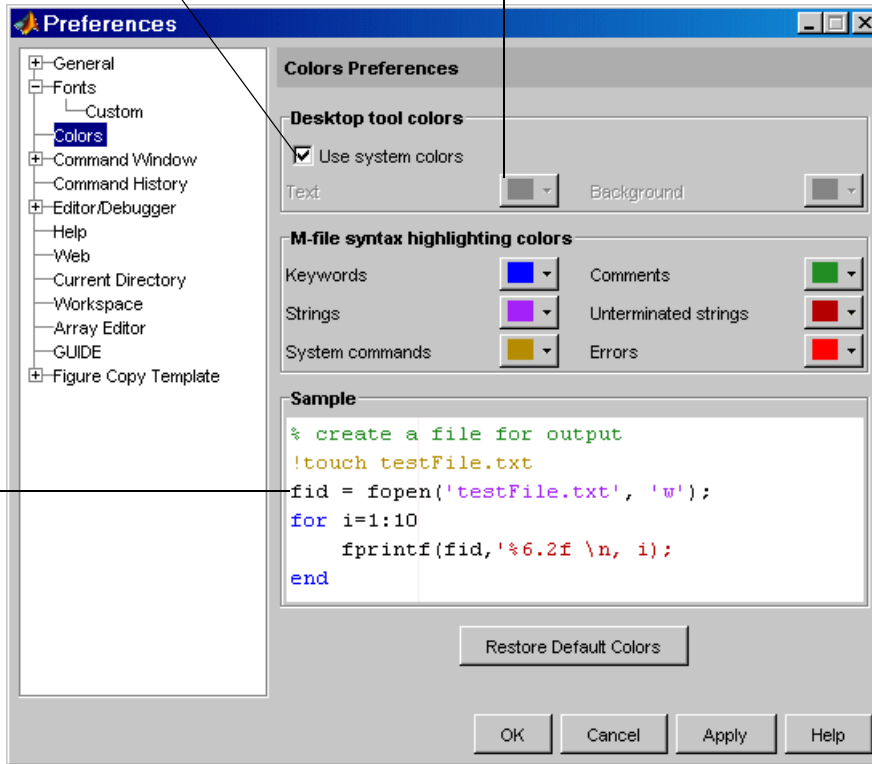 Preferences
General
Fonts
Custom
Colors
Command Window
Command History
Editor/Debugger
Help
Web
Current Directory
Workspace
Array Editor
GUIDE
Figure Copy Template
Colors Preferences
Desktop tool colors
Use system colors
Text Background
M-file syntax highlighting colors
Keywords Comments
Strings Unterminated strings
System commands Errors
Sample
% create a file for output
!touch testFile.txt
fid = fopen('testFile.txt', 'w');
for i=1:10
fprintf(fid,'%6.2f \n, i);
end
Restore Default Colors
OK Cancel Apply Help